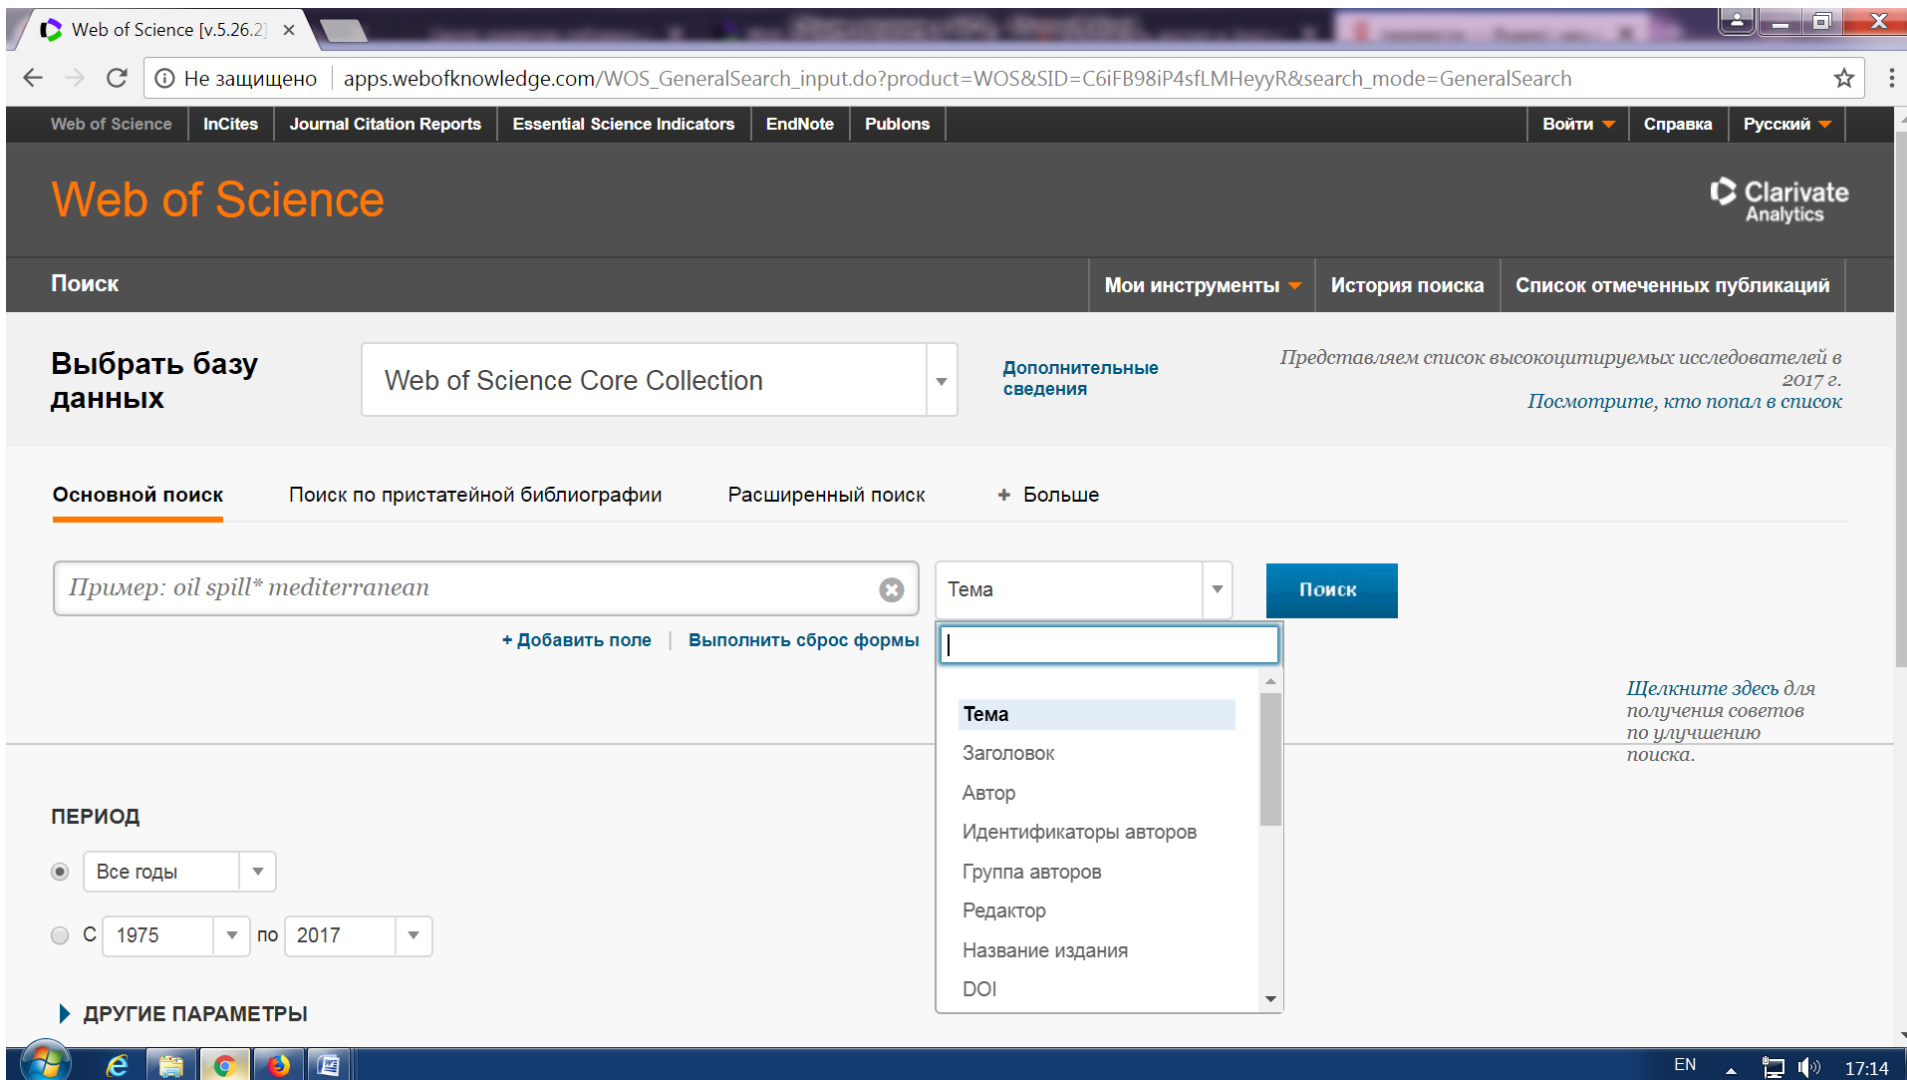 Web of Science [v.5.26.2]
Не защищено apps.webofknowledge.com/WOS_GeneralSearch_input.do?product=WOS&SID=C6iFB98iP4sfLMHeyyR&search_mode=GeneralSearch
Web of Science InCites Journal Citation Reports Essential Science Indicators EndNote Publons Войти Справка Русский
Web of Science
Clarivate
Analytics
Поиск Мои инструменты История поиска Список отмеченных публикаций
Выбрать базу
данных
Web of Science Core Collection
Дополнительные
сведения
Представляем список высокоцитируемых исследователей в
2017 г.
Посмотрите, кто попал в список
Основной поиск Поиск по пристатейной библиографии Расширенный поиск + Больше
Пример: oil spill* mediterranean Тема Поиск
+ Добавить поле | Выполнить сброс формы
Тема
Заголовок
Автор
Идентификаторы авторов
Группа авторов
Редактор
Название издания
DOI
Щелкните здесь для
получения советов
по улучшению
поиска.
ПЕРИОД
Все годы
С 1975 по 2017
ДРУГИЕ ПАРАМЕТРЫ
EN 17:14